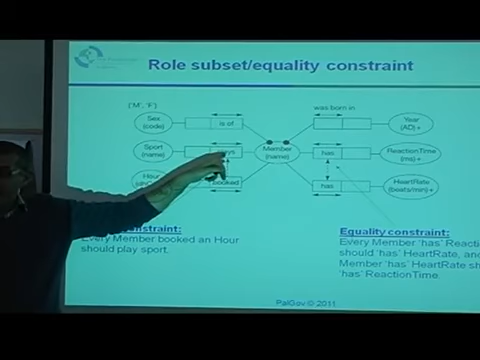 Role subset/equality constraint
{'M', 'F'}
was born in
Sex
(code)
is of
Year
(AD)+
Sport
(name)
Member
(name)
has
ReactionTime
(ms)+
Hour
booked
has
HeartRate
(beats/min)+
constraint:
Every Member booked an Hour
should play sport.
Equality constraint:
Every Member 'has' Reac
should 'has' HeartRate, and
Member 'has' HeartRate
'has' ReactionTime.
PalGov © 2011